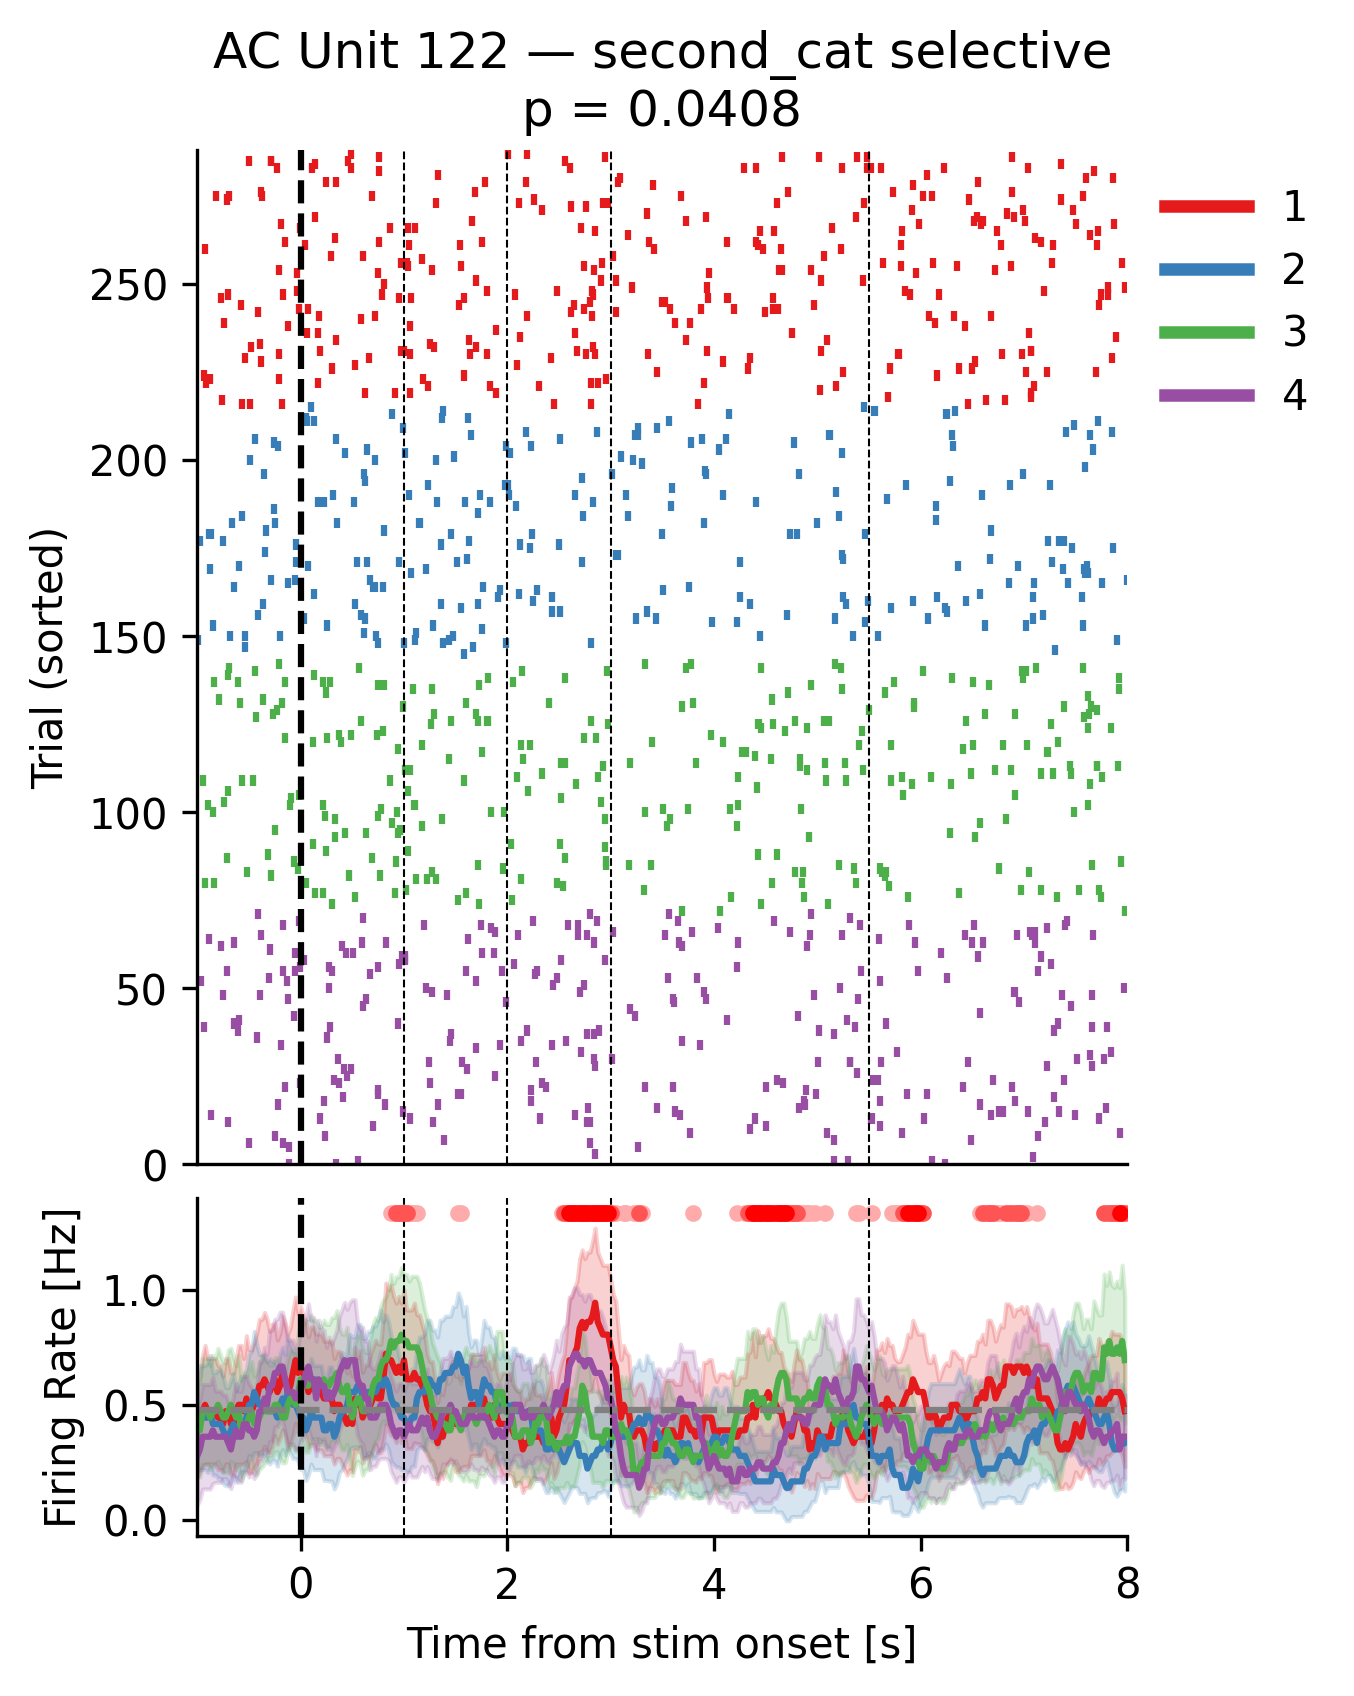 AC Unit 122 — second_cat selective
p = 0.0408
1
2
3
4
250
200
150
100
50
0
Trial (sorted)
1.0
0.5
0.0
Firing Rate [Hz]
0 2 4 6 8
Time from stim onset [s]